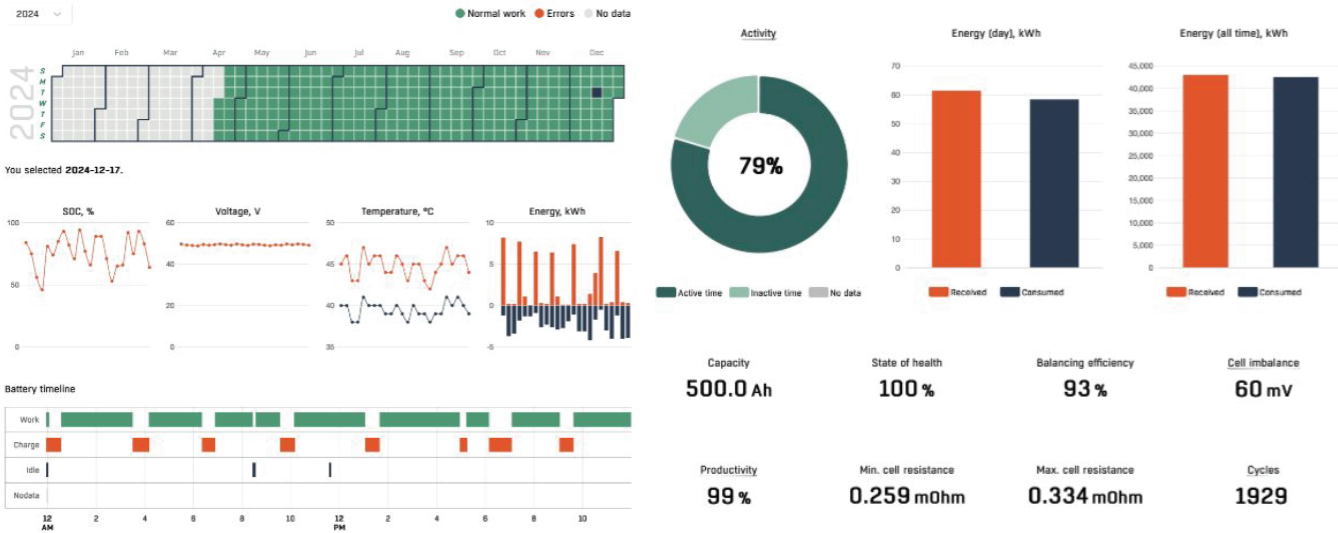 2024
Normal work Errors No data
Jan Feb Mar Apr May Jun Jul Aug Sep Oct Nov Dec
2024
S
M
T
W
T
F
S
You selected 2024-12-17.
SOC, % Voltage, V Temperature, °C Energy, kWh
100 60 50 10
40 45 5
50
20 40 0
0 0 35 -5
Battery timeline
Work
Charge
Idle
Nodata
12 AM 2 4 6 8 10 12 PM 2 4 6 8 10
Activity
79%
Active time Inactive time No data
Energy (day), kWh
70
60
50
40
30
20
10
0
Received Consumed
Energy (all time), kWh
45,000
40,000
35,000
30,000
25,000
20,000
15,000
10,000
5,000
0
Received Consumed
Capacity State of health Balancing efficiency Cell imbalance
500.0 Ah 100 % 93 % 60 mV
Productivity Min. cell resistance Max. cell resistance Cycles
99 % 0.259 mOhm 0.334 mOhm 1929